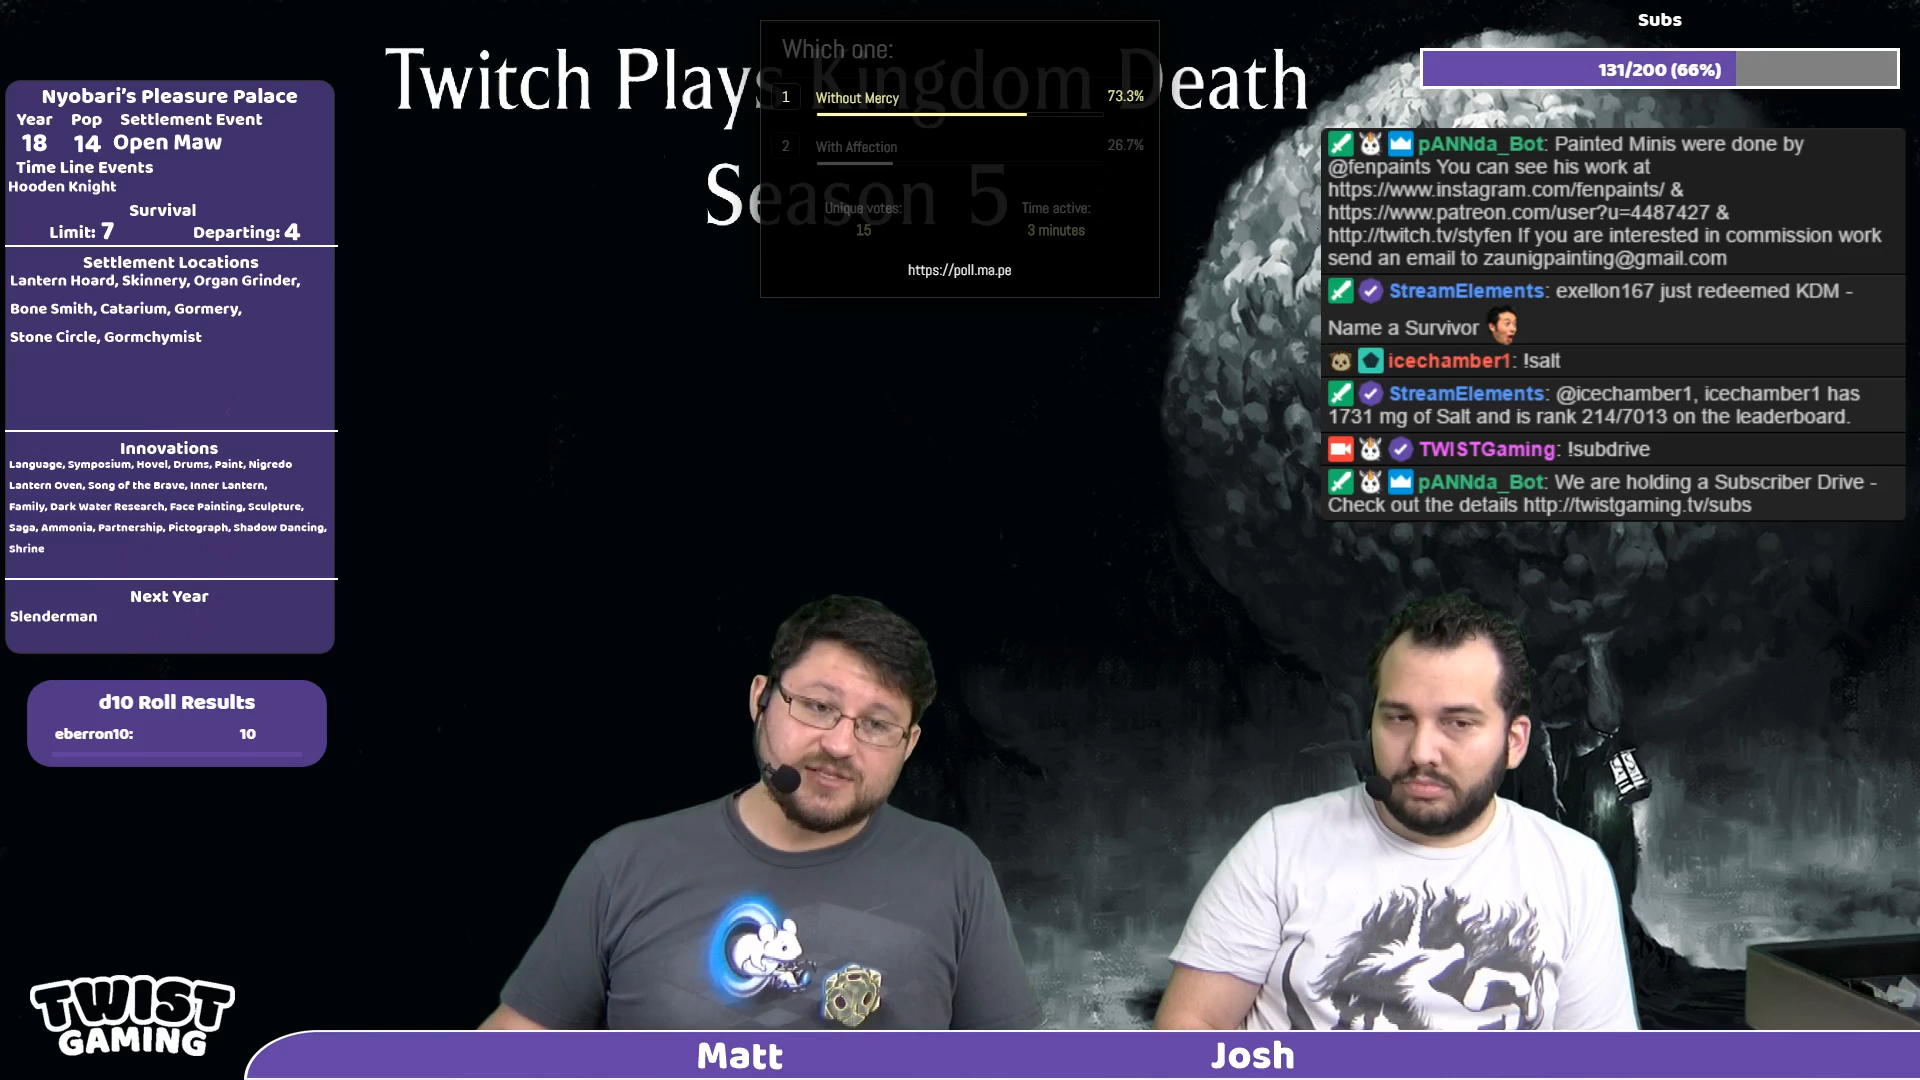 Twitch Plays Kingdom Death
Season 5
Which one:
1 Without Mercy 73.3%
2 With Affection 26.7%
Unique votes: Time active:
15 3 minutes
https://poll.ma.pe
Subs
131/200 (66%)
Nyobari's Pleasure Palace
Year Pop Settlement Event
18 14 Open Maw
Time Line Events
Hooden Knight
Survival
Limit: 7 Departing: 4
Settlement Locations
Lantern Hoard, Skinnery, Organ Grinder,
Bone Smith, Catarium, Gormery,
Stone Circle, Gormchymist
Innovations
Language, Symposium, Hovel, Drums, Paint, Nigredo
Lantern Oven, Song of the Brave, Inner Lantern,
Family, Dark Water Research, Face Painting, Sculpture,
Saga, Ammonia, Partnership, Pictograph, Shadow Dancing,
Shrine
Next Year
Slenderman
d10 Roll Results
eberron10: 10
pANNda_Bot: Painted Minis were done by
@fenpaints You can see his work at
https://www.instagram.com/fenpaints/ &
https://www.patreon.com/user?u=4487427 &
http://twitch.tv/styfen If you are interested in commission work
send an email to zaunigpainting@gmail.com
StreamElements: exellon167 just redeemed KDM -
Name a Survivor
icechamber1: !salt
StreamElements: @icechamber1, icechamber1 has
1731 mg of Salt and is rank 214/7013 on the leaderboard.
TWISTGaming: !subdrive
pANNda_Bot: We are holding a Subscriber Drive -
Check out the details http://twistgaming.tv/subs
TWIST
GAMING
Matt
Josh